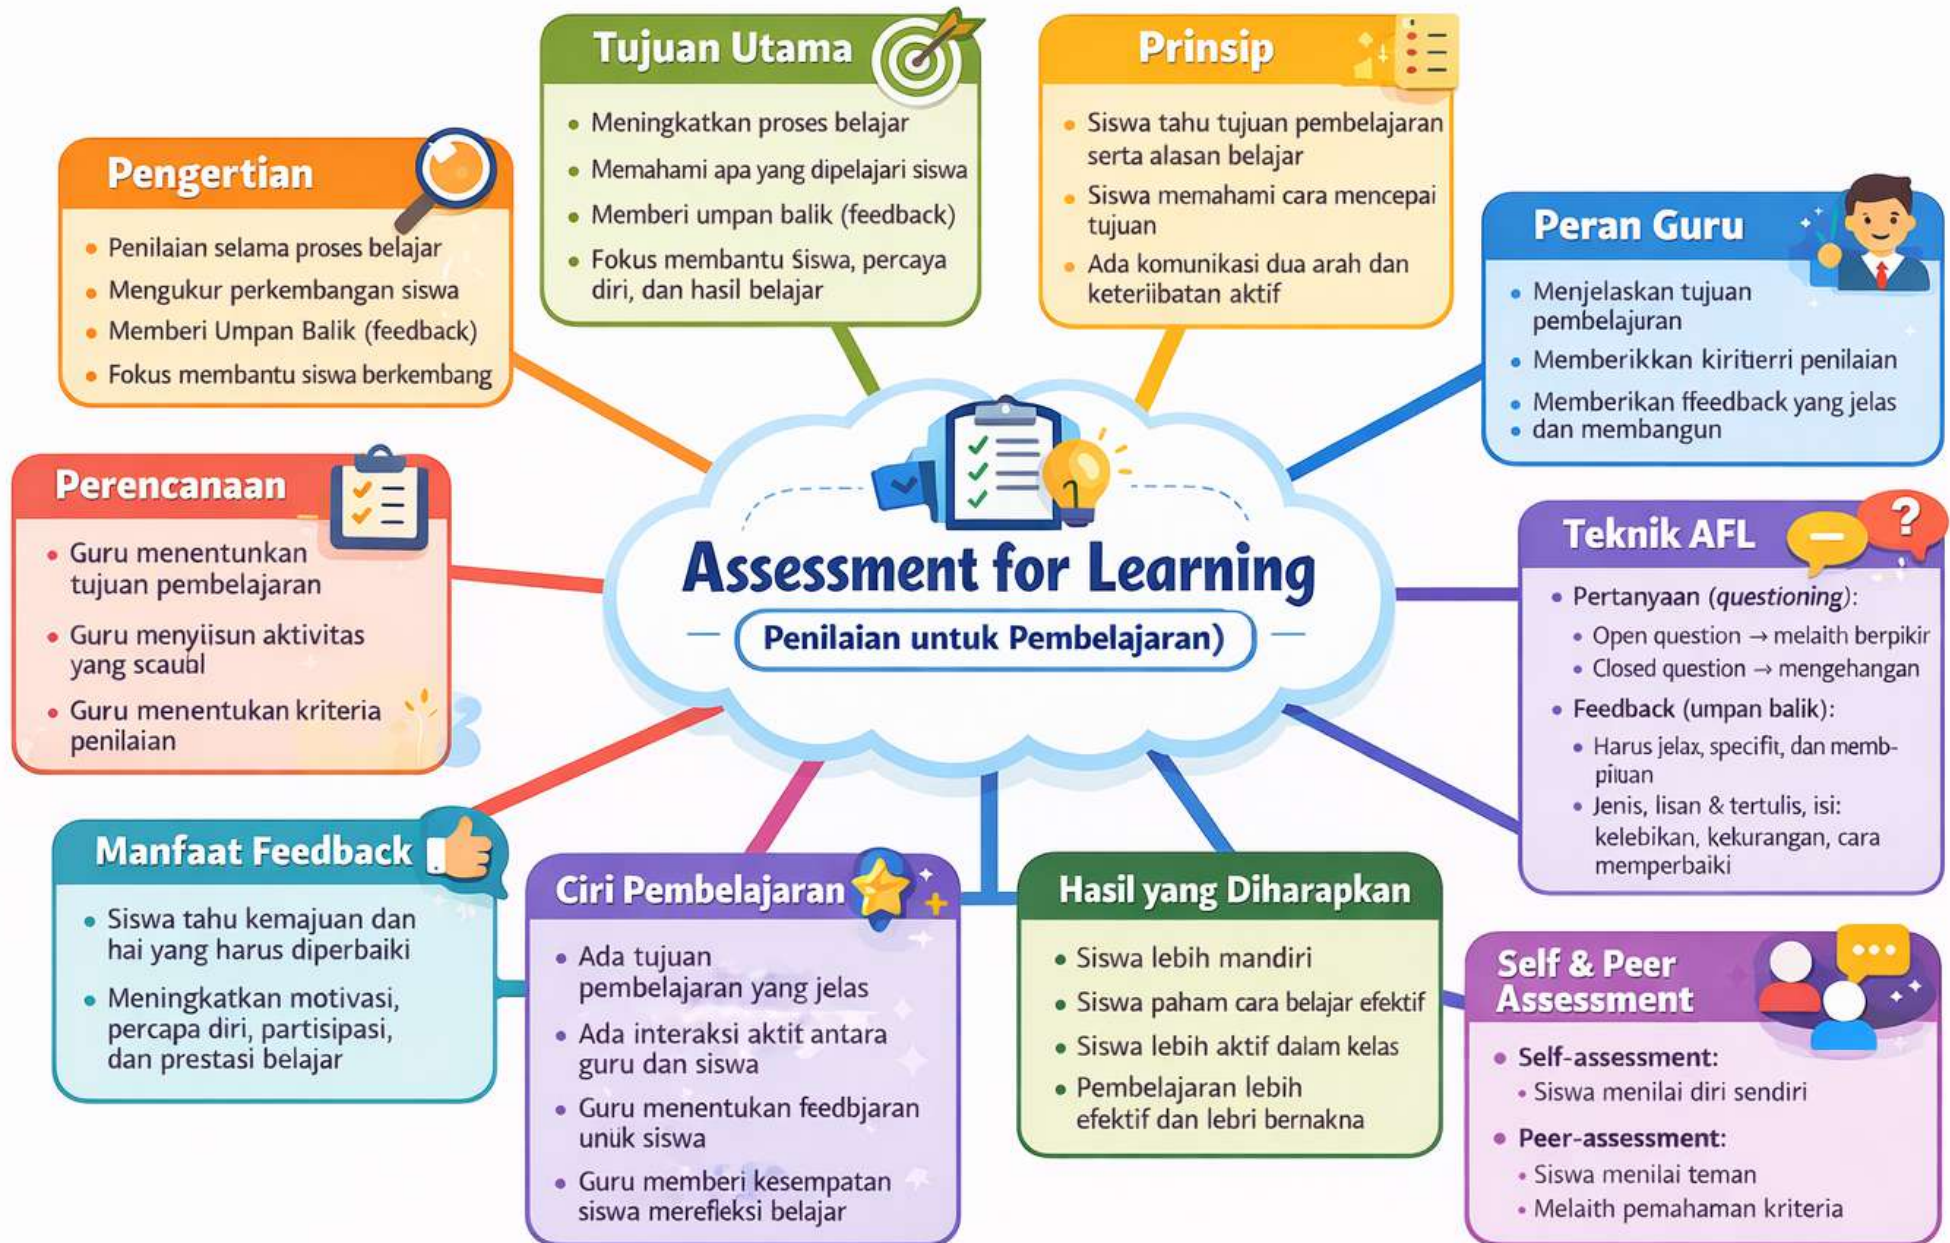 Assessment for Learning
Penilaian untuk Pembelajaran)
Pengertian
• Penilaian selama proses belajar
• Mengukur perkembangan siswa
• Memberi Umpan Balik (feedback)
• Fokus membantu siswa berkembang
Tujuan Utama
• Meningkatkan proses belajar
• Memahami apa yang dipelajari siswa
• Memberi umpan balik (feedback)
• Fokus membantu siswa, percaya
diri, dan hasil belajar
Prinsip
• Siswa tahu tujuan pembelajaran
serta alasan belajar
• Siswa memahami cara mencepai
tujuan
• Ada komunikasi dua arah dan
keteriibatan aktif
Peran Guru
• Menjelaskan tujuan
pembelajuran
• Memberikkan kiritierri penilaian
• Memberikan ffeedback yang jelas
• dan membangun
Teknik AFL
• Pertanyaan (questioning):
• Open question → melaith berpikir
• Closed question → mengehangan
• Feedback (umpan balik):
• Harus jelax, specifit, dan memb-
pituan
• Jenis, lisan & tertulis, isi:
kelebikan, kekurangan, cara
memperbaiki
Self & Peer
Assessment
• Self-assessment:
• Siswa menilai diri sendiri
• Peer-assessment:
• Siswa menilai teman
• Melaith pemahaman kriteria
Hasil yang Diharapkan
• Siswa lebih mandiri
• Siswa paham cara belajar efektif
• Siswa lebih aktif dalam kelas
• Pembelajaran lebih
efektif dan lebri bernakna
Ciri Pembelajaran
• Ada tujuan
pembelajaran yang jelas
• Ada interaksi aktit antara
guru dan siswa
• Guru menentukan feedbjaran
unuk siswa
• Guru memberi kesempatan
siswa merefleksi belajar
Manfaat Feedback
• Siswa tahu kemajuan dan
hai yang harus diperbaiki
• Meningkatkan motivasi,
percapa diri, partisipasi,
dan prestasi belajar
Perencanaan
• Guru menentunkan
tujuan pembelajaran
• Guru menyiisun aktivitas
yang scaubl
• Guru menentukan kriteria
penilaian